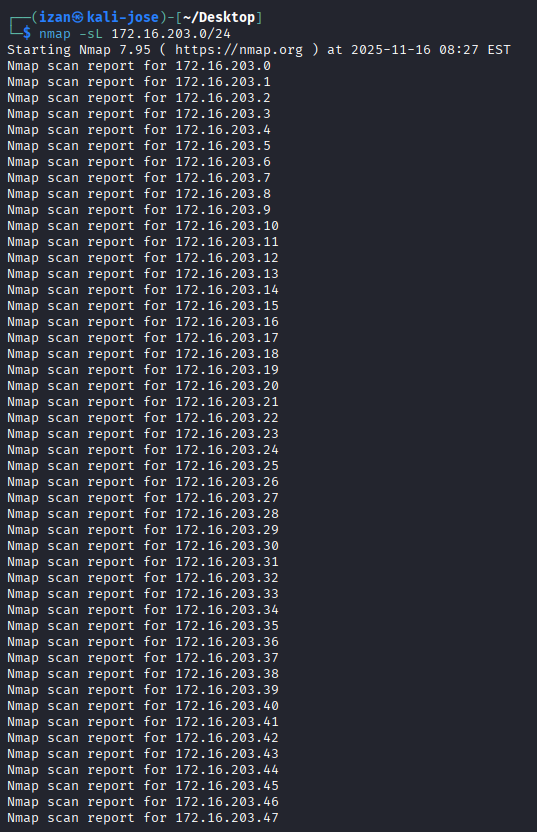 ┌──(izan㉿kali-jose)-[~/Desktop]
└─$ nmap -sL 172.16.203.0/24
Starting Nmap 7.95 ( https://nmap.org ) at 2025-11-16 08:27 EST
Nmap scan report for 172.16.203.0
Nmap scan report for 172.16.203.1
Nmap scan report for 172.16.203.2
Nmap scan report for 172.16.203.3
Nmap scan report for 172.16.203.4
Nmap scan report for 172.16.203.5
Nmap scan report for 172.16.203.6
Nmap scan report for 172.16.203.7
Nmap scan report for 172.16.203.8
Nmap scan report for 172.16.203.9
Nmap scan report for 172.16.203.10
Nmap scan report for 172.16.203.11
Nmap scan report for 172.16.203.12
Nmap scan report for 172.16.203.13
Nmap scan report for 172.16.203.14
Nmap scan report for 172.16.203.15
Nmap scan report for 172.16.203.16
Nmap scan report for 172.16.203.17
Nmap scan report for 172.16.203.18
Nmap scan report for 172.16.203.19
Nmap scan report for 172.16.203.20
Nmap scan report for 172.16.203.21
Nmap scan report for 172.16.203.22
Nmap scan report for 172.16.203.23
Nmap scan report for 172.16.203.24
Nmap scan report for 172.16.203.25
Nmap scan report for 172.16.203.26
Nmap scan report for 172.16.203.27
Nmap scan report for 172.16.203.28
Nmap scan report for 172.16.203.29
Nmap scan report for 172.16.203.30
Nmap scan report for 172.16.203.31
Nmap scan report for 172.16.203.32
Nmap scan report for 172.16.203.33
Nmap scan report for 172.16.203.34
Nmap scan report for 172.16.203.35
Nmap scan report for 172.16.203.36
Nmap scan report for 172.16.203.37
Nmap scan report for 172.16.203.38
Nmap scan report for 172.16.203.39
Nmap scan report for 172.16.203.40
Nmap scan report for 172.16.203.41
Nmap scan report for 172.16.203.42
Nmap scan report for 172.16.203.43
Nmap scan report for 172.16.203.44
Nmap scan report for 172.16.203.45
Nmap scan report for 172.16.203.46
Nmap scan report for 172.16.203.47